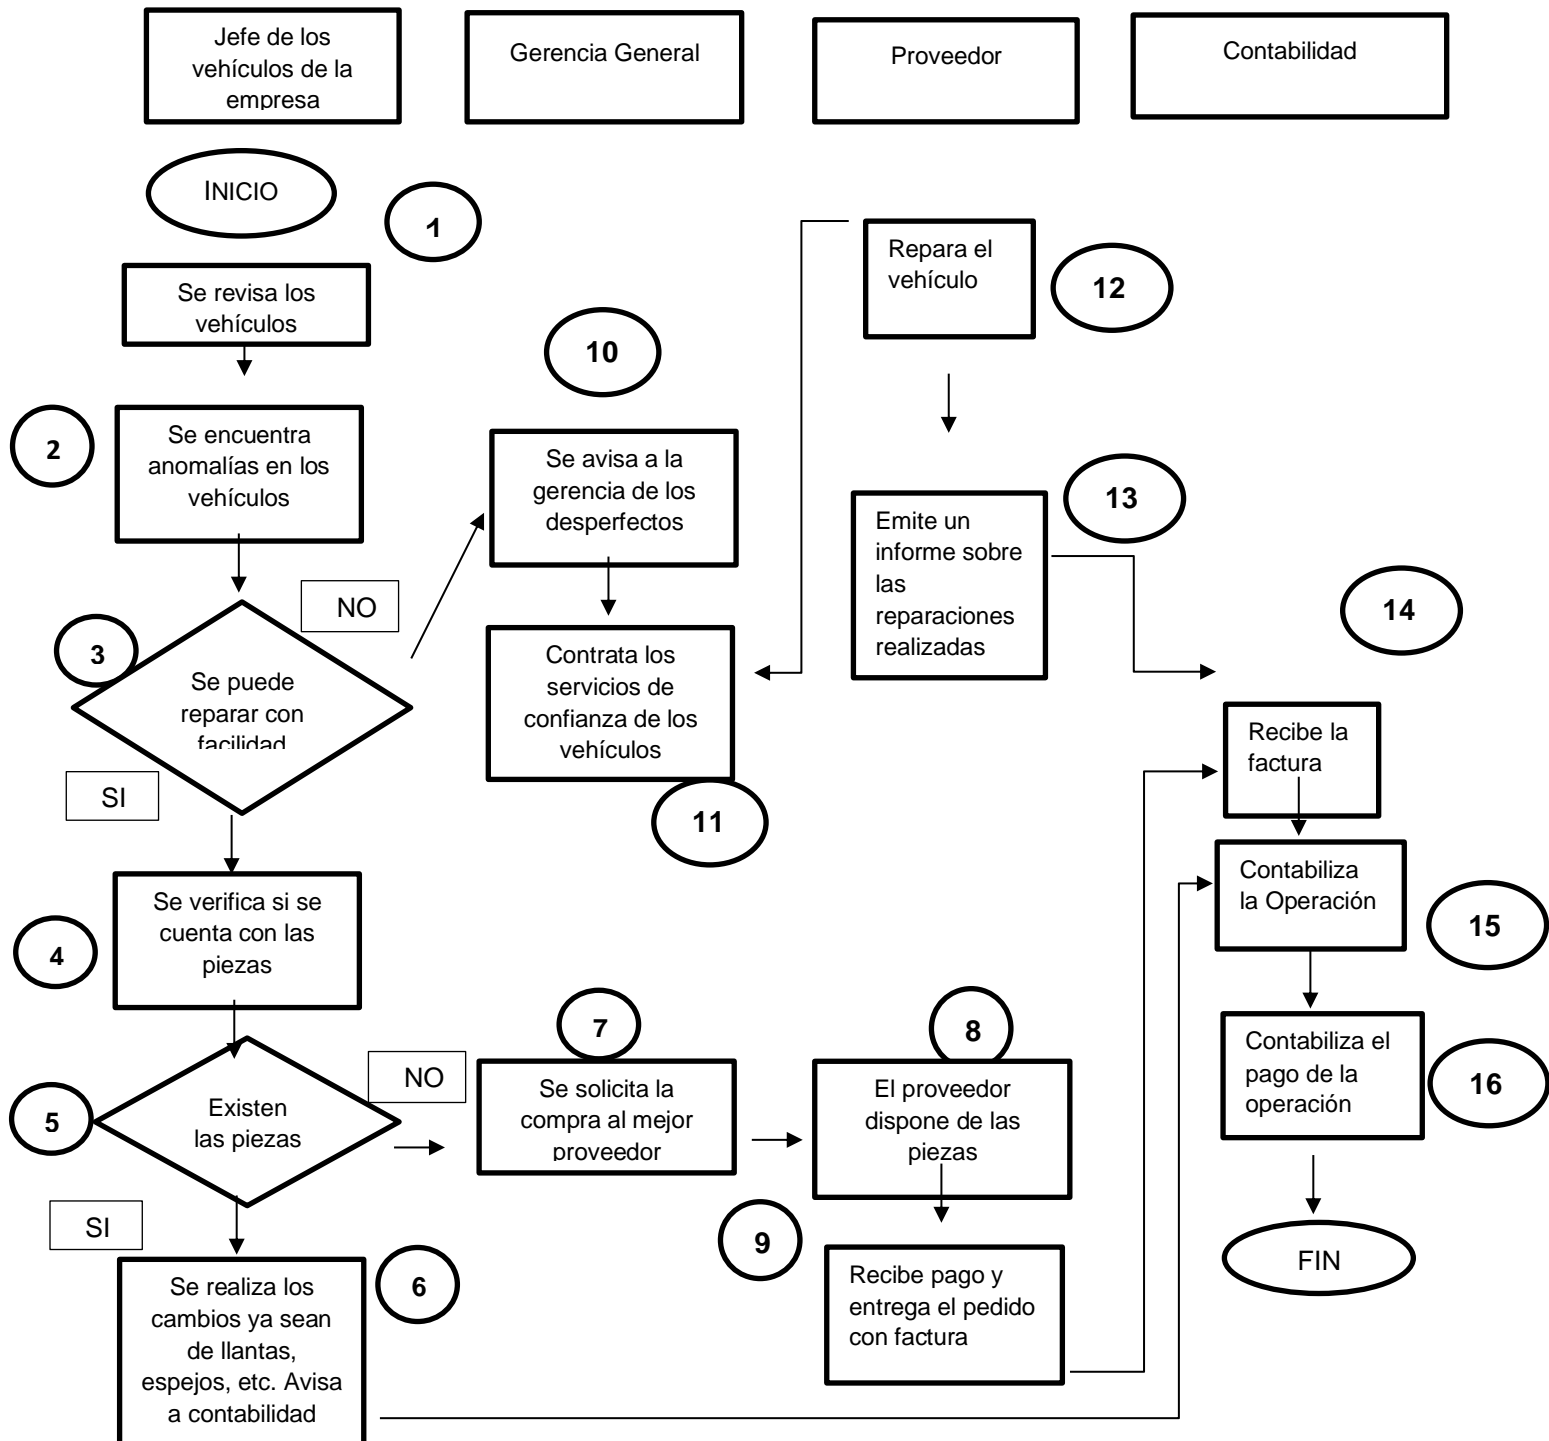 Jefe de los
vehículos de la
empresa
Gerencia General
Proveedor
Contabilidad
INICIO
1
Se revisa los
vehículos
2
Se encuentra
anomalías en los
vehículos
3
NO
Se puede
reparar con
facilidad
SI
4
Se verifica si se
cuenta con las
piezas
5
NO
Existen
las piezas
SI
6
Se realiza los
cambios ya sean
de llantas,
espejos, etc. Avisa
a contabilidad
10
Se avisa a la
gerencia de los
desperfectos
Contrata los
servicios de
confianza de los
vehículos
11
7
Se solicita la
compra al mejor
proveedor
Repara el
vehículo
12
13
Emite un
informe sobre
las
reparaciones
realizadas
8
El proveedor
dispone de las
piezas
9
Recibe pago y
entrega el pedido
con factura
14
Recibe la
factura
Contabiliza
la Operación
15
Contabiliza el
pago de la
operación
16
FIN